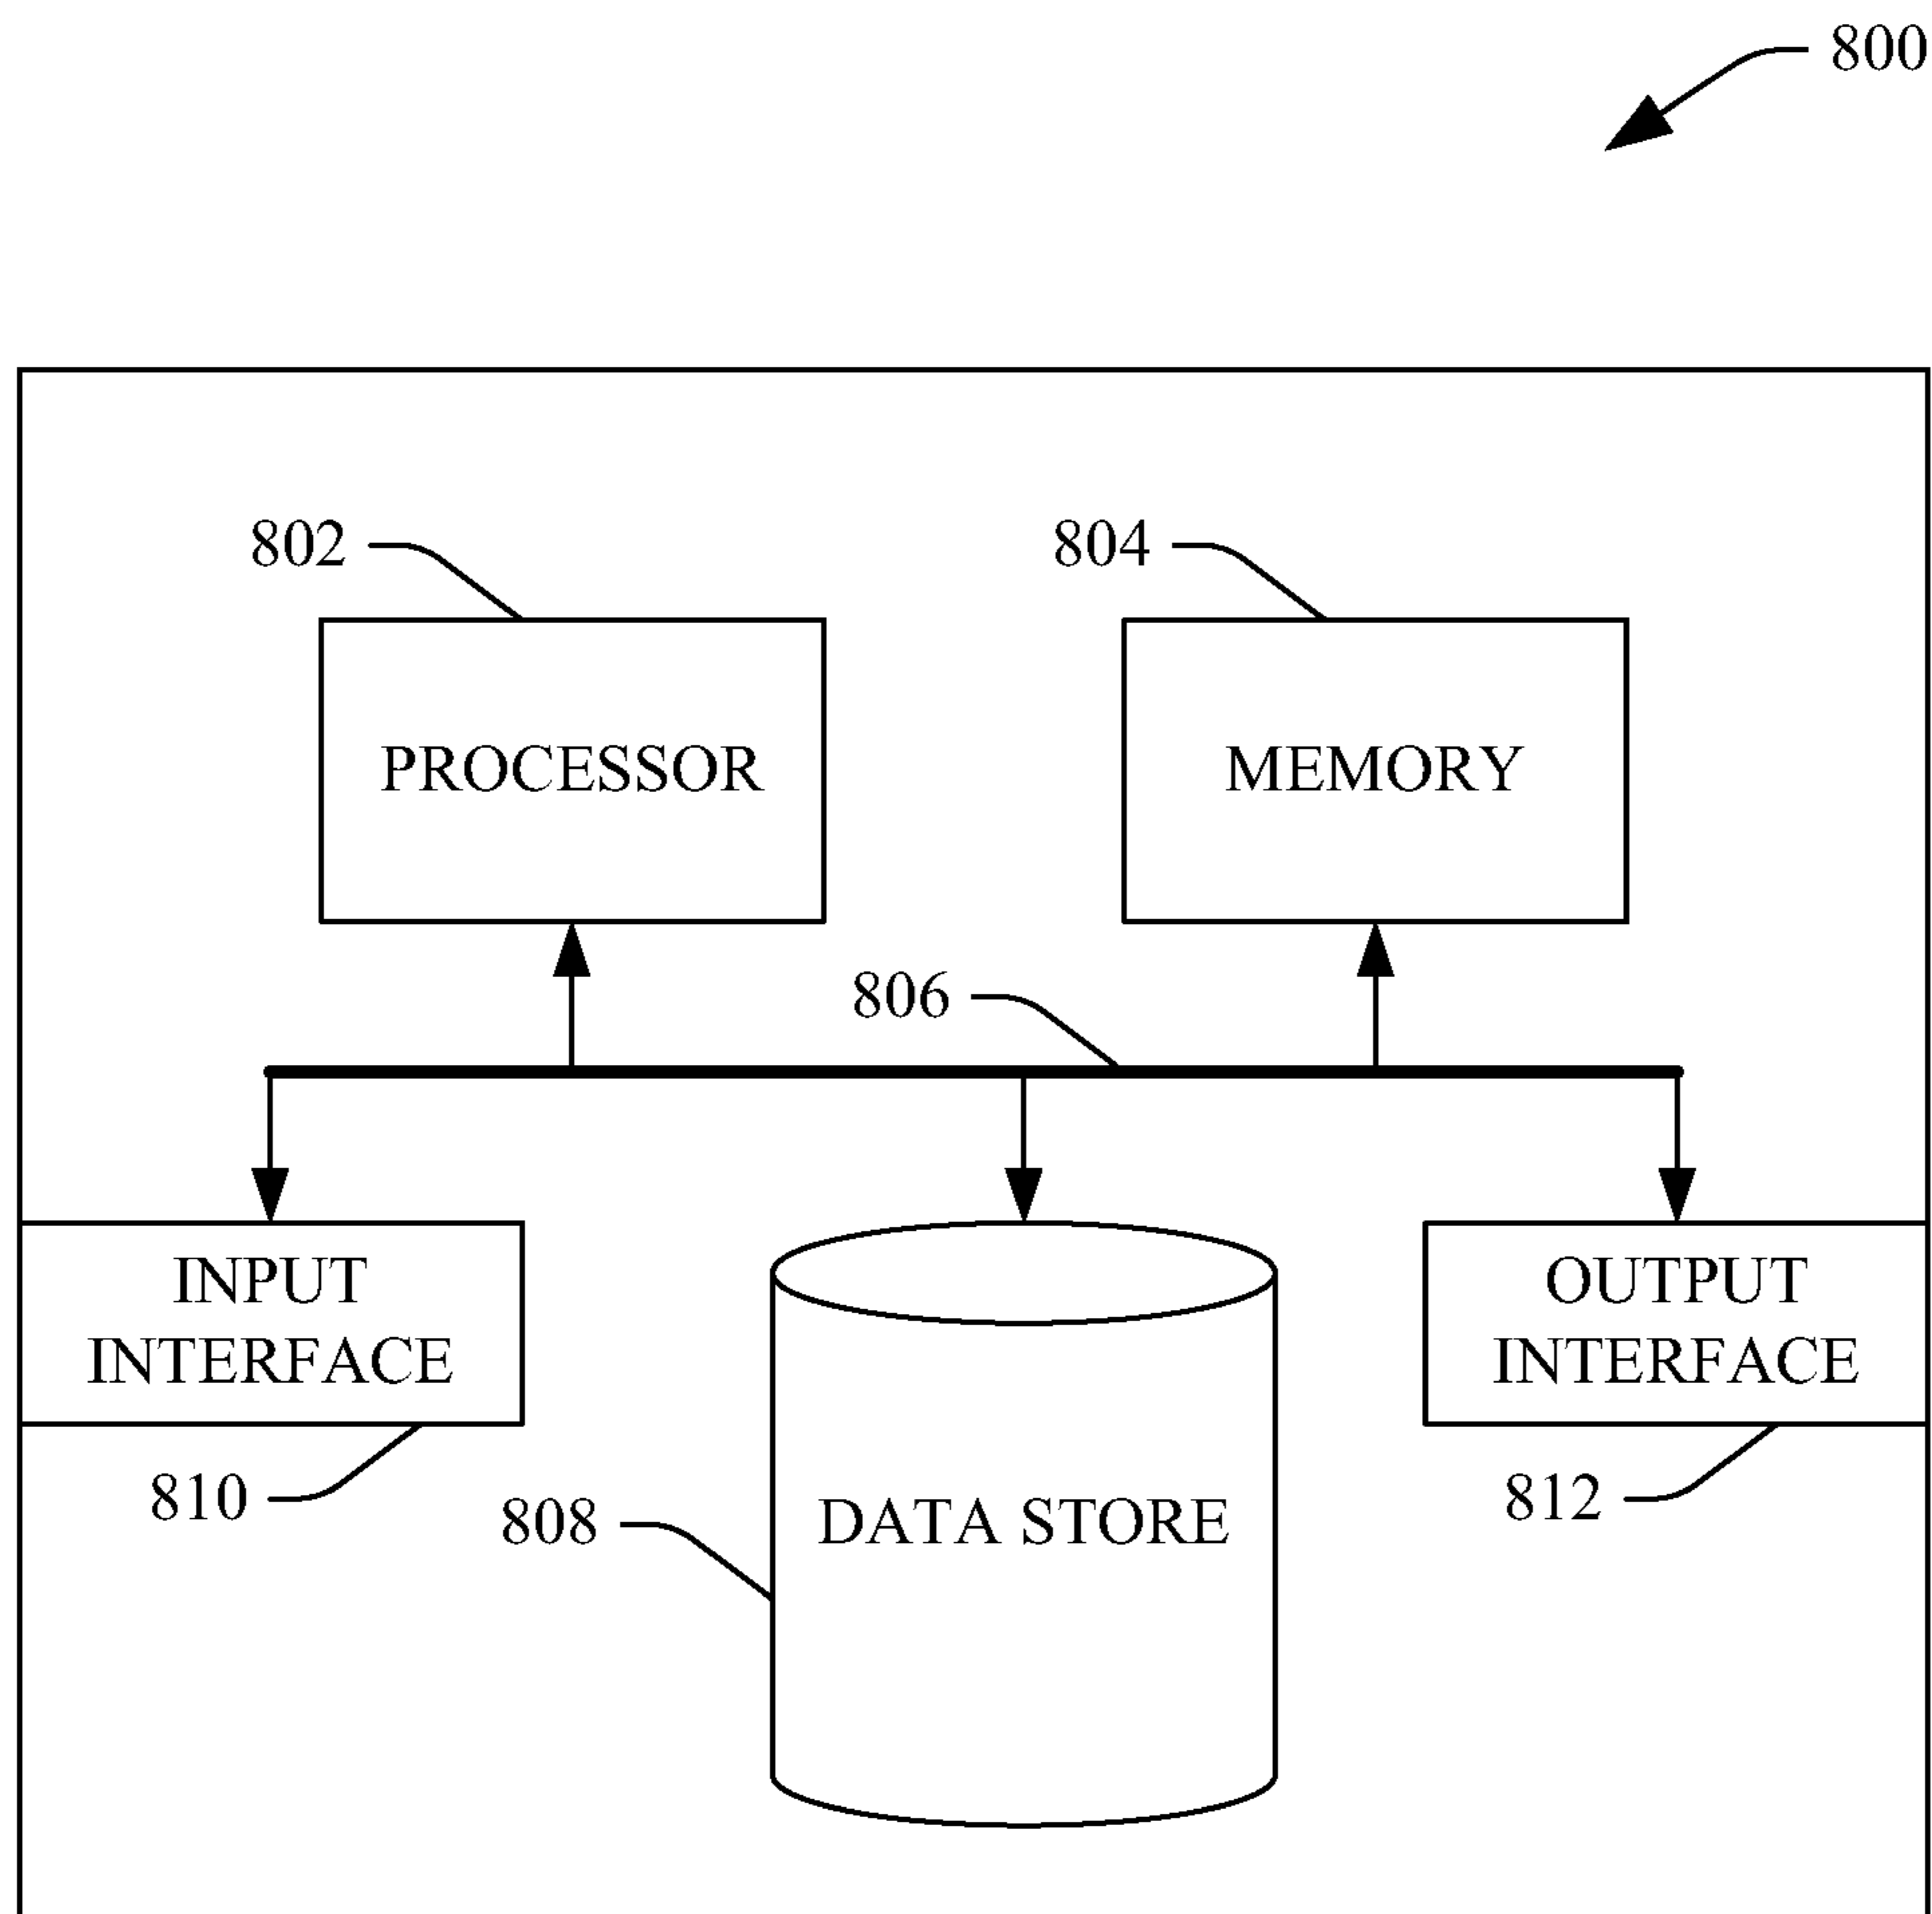 800
802
804
PROCESSOR
MEMORY
806
INPUT
INTERFACE
OUTPUT
INTERFACE
810
808
DATA STORE
812